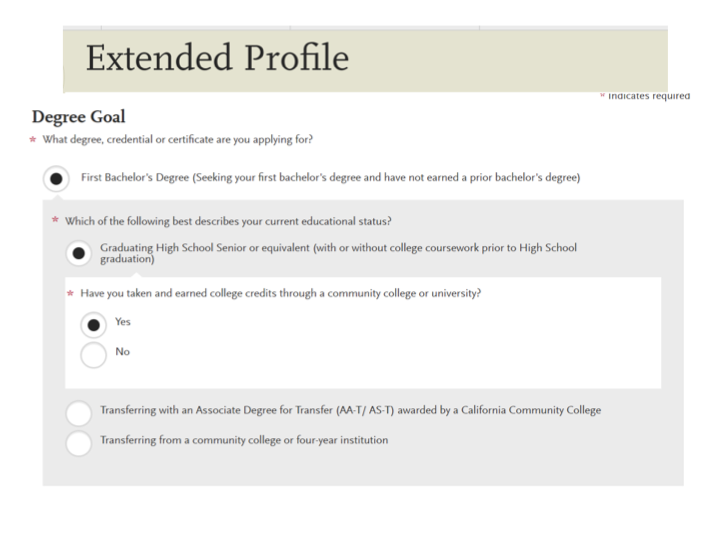 Extended Profile
* Indicates required
Degree Goal
* What degree, credential or certificate are you applying for?
First Bachelor's Degree (Seeking your first bachelor's degree and have not earned a prior bachelor's degree)
* Which of the following best describes your current educational status?
Graduating High School Senior or equivalent (with or without college coursework prior to High School
graduation)
* Have you taken and earned college credits through a community college or university?
Yes
No
Transferring with an Associate Degree for Transfer (AA-T/ AS-T) awarded by a California Community College
Transferring from a community college or four-year institution